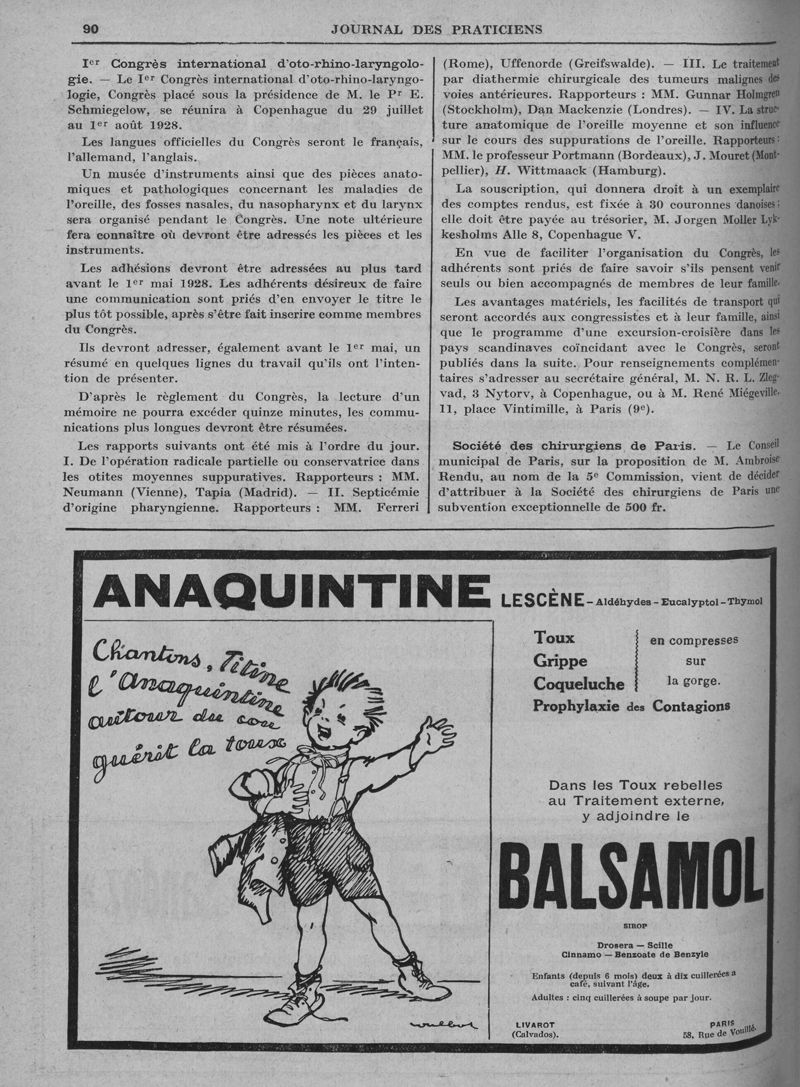 90
JOURNAL DES PRATICIENS
Ier Congrès international d'oto-rhino-laryngolo-
gie. — Le Ier Congrès international d'oto-rhino-laryngo-
logie, Congrès placé sous la présidence de M. le Pr E.
Schmiegelow, se réunira à Copenhague du 29 juillet
au 1er août 1928.
Les langues officielles du Congrès seront le français,
l'allemand, l'anglais.
Un musée d'instruments ainsi que des pièces anato-
miques et pathologiques concernant les maladies de
l'oreille, des fosses nasales, du nasopharynx et du larynx
sera organisé pendant le Congrès. Une note ultérieure
fera connaître où devront être adressés les pièces et les
instruments.
Les adhésions devront être adressées au plus tard
avant le 1er mai 1928. Les adhérents désireux de faire
une communication sont priés d'en envoyer le titre le
plus tôt possible, après s'être fait inscrire comme membres
du Congrès.
Ils devront adresser, également avant le 1er mai, un
résumé en quelques lignes du travail qu'ils ont l'inten-
tion de présenter.
D'après le règlement du Congrès, la lecture d'un
mémoire ne pourra excéder quinze minutes, les commu-
nications plus longues devront être résumées.
Les rapports suivants ont été mis à l'ordre du jour.
I. De l'opération radicale partielle ou conservatrice dans
les otites moyennes suppuratives. Rapporteurs : MM.
Neumann (Vienne), Tapia (Madrid). — II. Septicémie
d'origine pharyngienne. Rapporteurs : MM. Ferreri
(Rome), Uffenorde (Greifswalde). — III. Le traitement
par diathermie chirurgicale des tumeurs malignes des
voies antérieures. Rapporteurs : MM. Gunnar Holmgren
(Stockholm), Dan Mackenzie (Londres). — IV. La struc-
ture anatomique de l'oreille moyenne et son influence
sur le cours des suppurations de l'oreille. Rapporteurs :
MM. le professeur Portmann (Bordeaux), J. Mouret (Mont-
pellier), H. Wittmaack (Hamburg).
La souscription, qui donnera droit à un exemplaire
des comptes rendus, est fixée à 30 couronnes danoises ;
elle doit être payée au trésorier, M. Jorgen Moller Lyk-
kesholms Alle 8, Copenhague V.
En vue de faciliter l'organisation du Congrès, les
adhérents sont priés de faire savoir s'ils pensent venir
seuls ou bien accompagnés de membres de leur famille.
Les avantages matériels, les facilités de transport qui
seront accordés aux congressistes et à leur famille, ainsi
que le programme d'une excursion-croisière dans les
pays scandinaves coïncidant avec le Congrès, seront
publiés dans la suite. Pour renseignements complémen-
taires s'adresser au secrétaire général, M. N. R. L. Zieg-
vad, 3 Nytorv, à Copenhague, ou à M. René Miégeville,
11, place Vintimille, à Paris (9e).
Société des chirurgiens de Paris. — Le Conseil
municipal de Paris, sur la proposition de M. Ambroise
Rendu, au nom de la 5e Commission, vient de décider
d'attribuer à la Société des chirurgiens de Paris une
subvention exceptionnelle de 500 fr.
ANAQUINTINE LESCÈNE - Aldéhydes - Eucalyptol - Thymol
Chantons, Titine
l'Anaquintine
autour du cou
guérit la toux
Toux
Grippe
Coqueluche
en compresses
sur
la gorge.
Prophylaxie des Contagions
Dans les Toux rebelles
au Traitement externe,
y adjoindre le
BALSAMOL
SIROP
Drosera — Scille
Cinnamo — Benzoate de Benzyle
Enfants (depuis 6 mois) deux à dix cuillerées à
café, suivant l'âge.
Adultes : cinq cuillerées à soupe par jour.
LIVAROT
(Calvados).
PARIS
58, Rue de Vouillé.